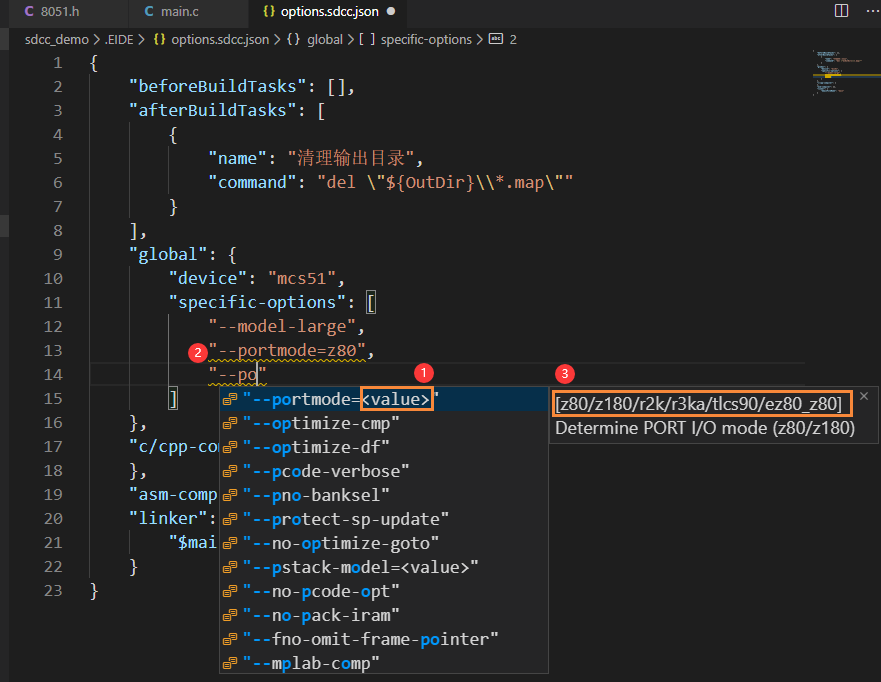 8051.h
main.c
options.sdcc.json
sdcc_demo > .EIDE > {} options.sdcc.json > {} global > [ ] specific-options > abc 2
1 {
2 "beforeBuildTasks": [],
3 "afterBuildTasks": [
4 {
5 "name": "清理输出目录",
6 "command": "del \"${OutDir}\\*.map\""
7 }
8 ],
9 "global": {
10 "device": "mcs51",
11 "specific-options": [
12 "--model-large",
13 2 "--portmode=z80",
14 "--po"
1
3
15 ]
16 },
17 "c/cpp-co
18 },
19 "asm-comp
20 "linker":
21 "$mai
22 }
23 }
"--portmode=<value>"
"--optimize-cmp"
"--optimize-df"
"--pcode-verbose"
"--pno-banksel"
"--protect-sp-update"
"--no-optimize-goto"
"--pstack-model=<value>"
"--no-pcode-opt"
"--no-pack-iram"
"--fno-omit-frame-pointer"
"--mplab-comp"
[z80/z180/r2k/r3ka/tlcs90/ez80_z80]
Determine PORT I/O mode (z80/z180)